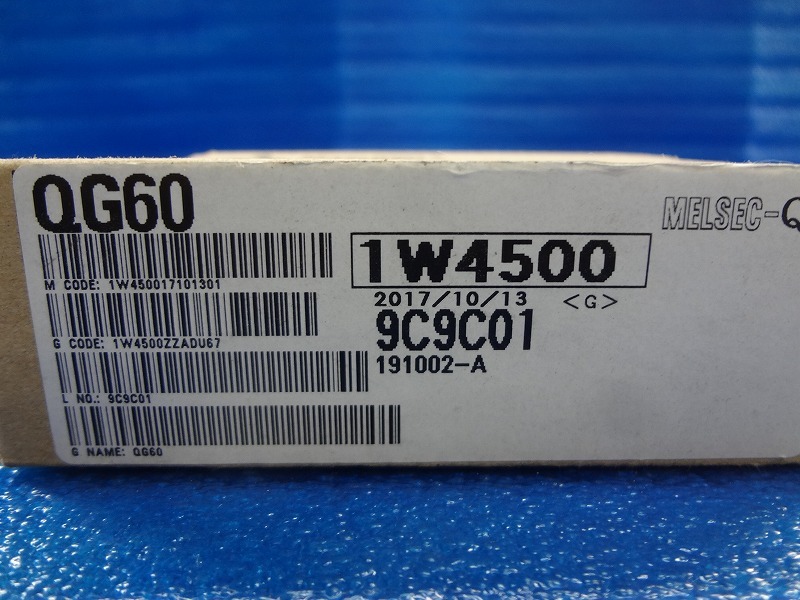 QG60
MELSEC-Q
1W4500
M CODE: 1W450017101301
2017/10/13 <G>
9C9C01
G CODE: 1W4500ZZADU67
191002-A
L NO.: 9C9C01
G NAME: QG60